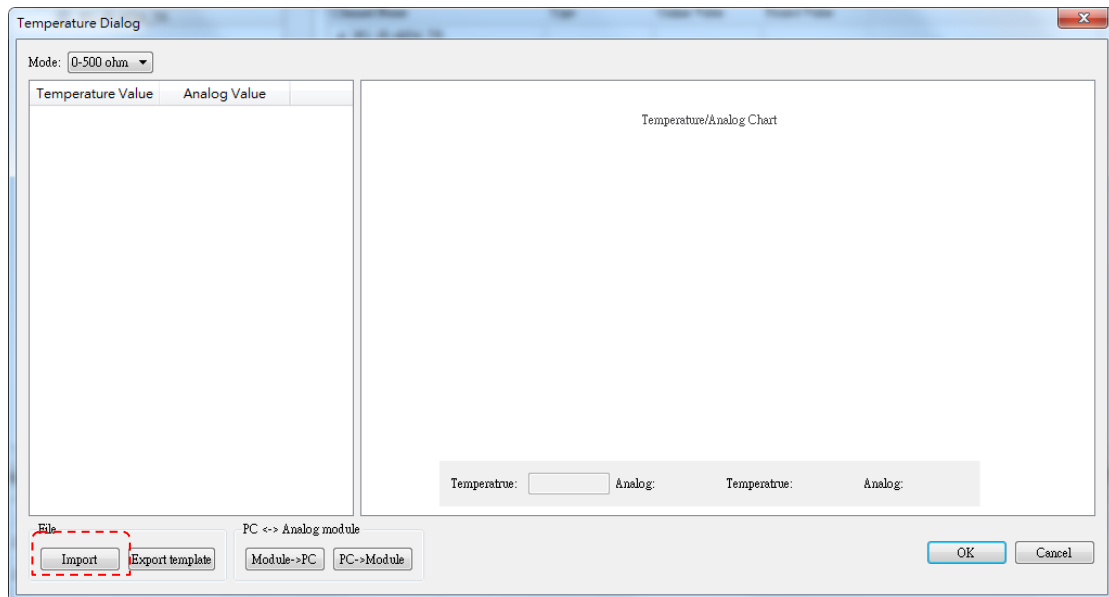 Temperature Dialog
Mode: 0-500 ohm
Temperature Value Analog Value
Temperature/Analog Chart
Temperatrue: Analog: Temperatrue: Analog:
File PC <-> Analog module
Import Export template Module->PC PC->Module OK Cancel